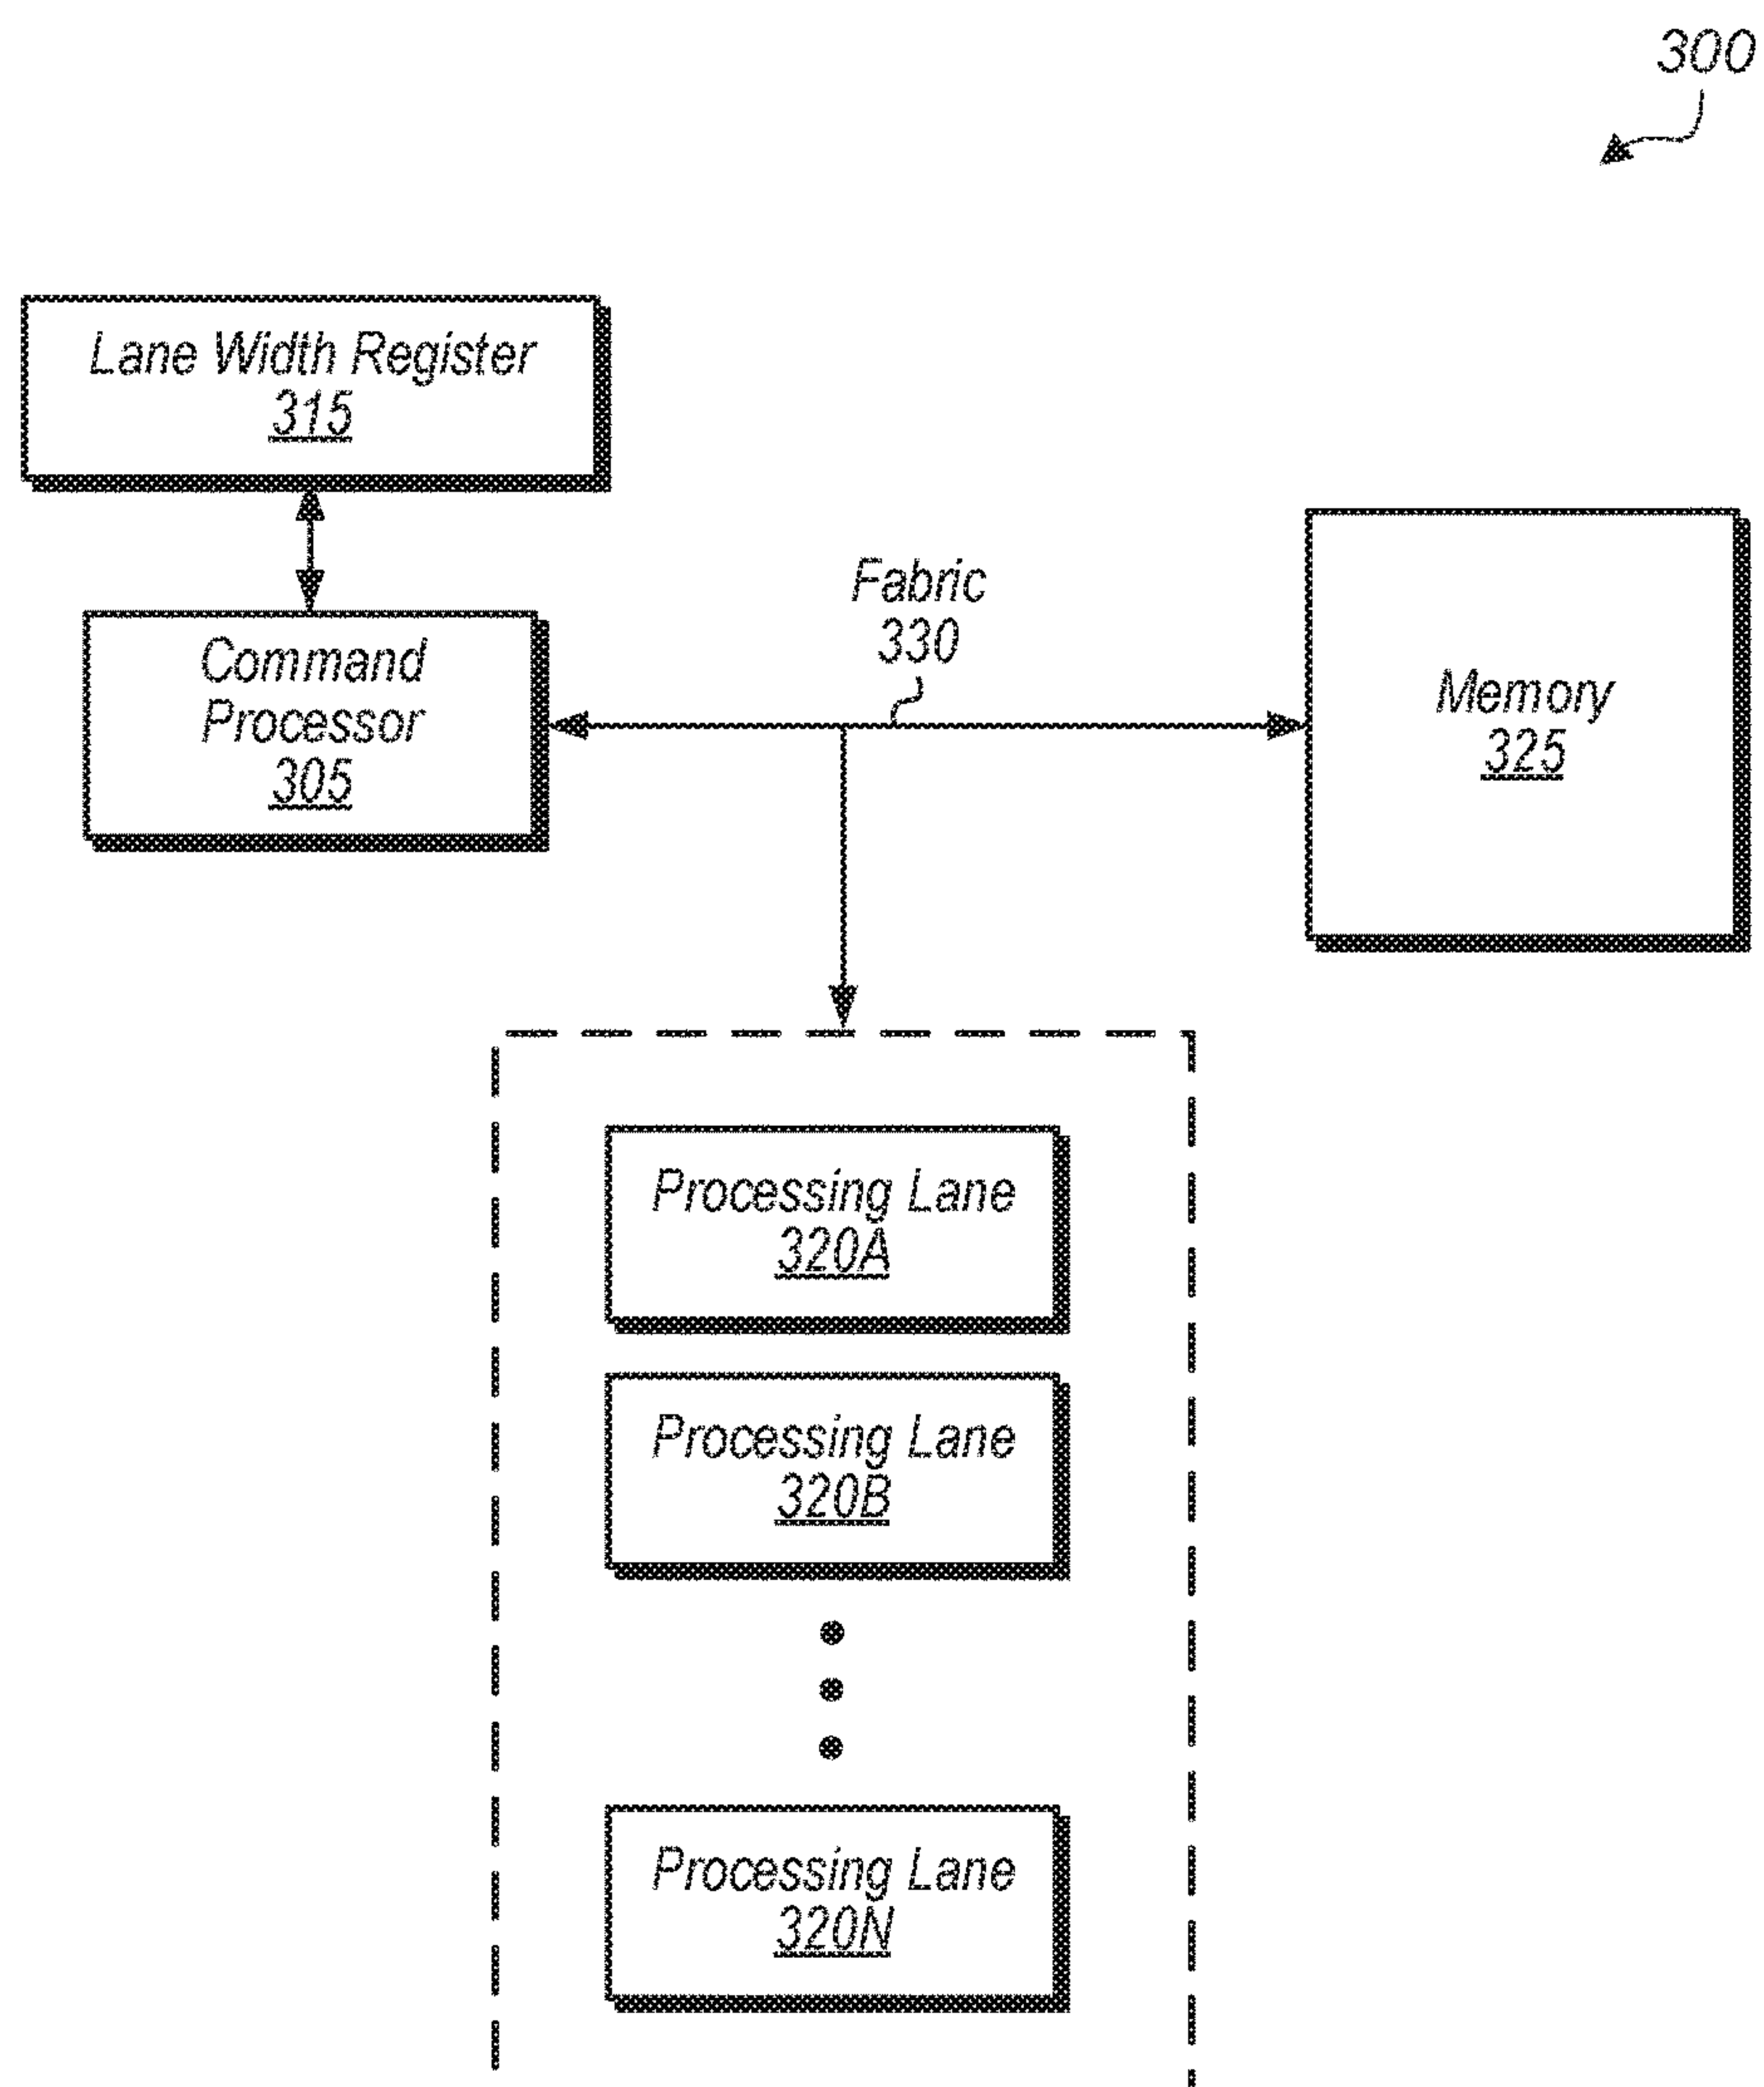 300
Lane Width Register
315
Command
Processor
305
Fabric
330
Memory
325
Processing Lane
320A
Processing Lane
320B
Processing Lane
320N